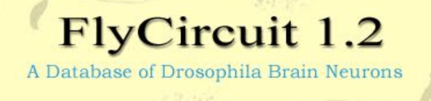 FlyCircuit 1.2
A Database of Drosophila Brain Neurons